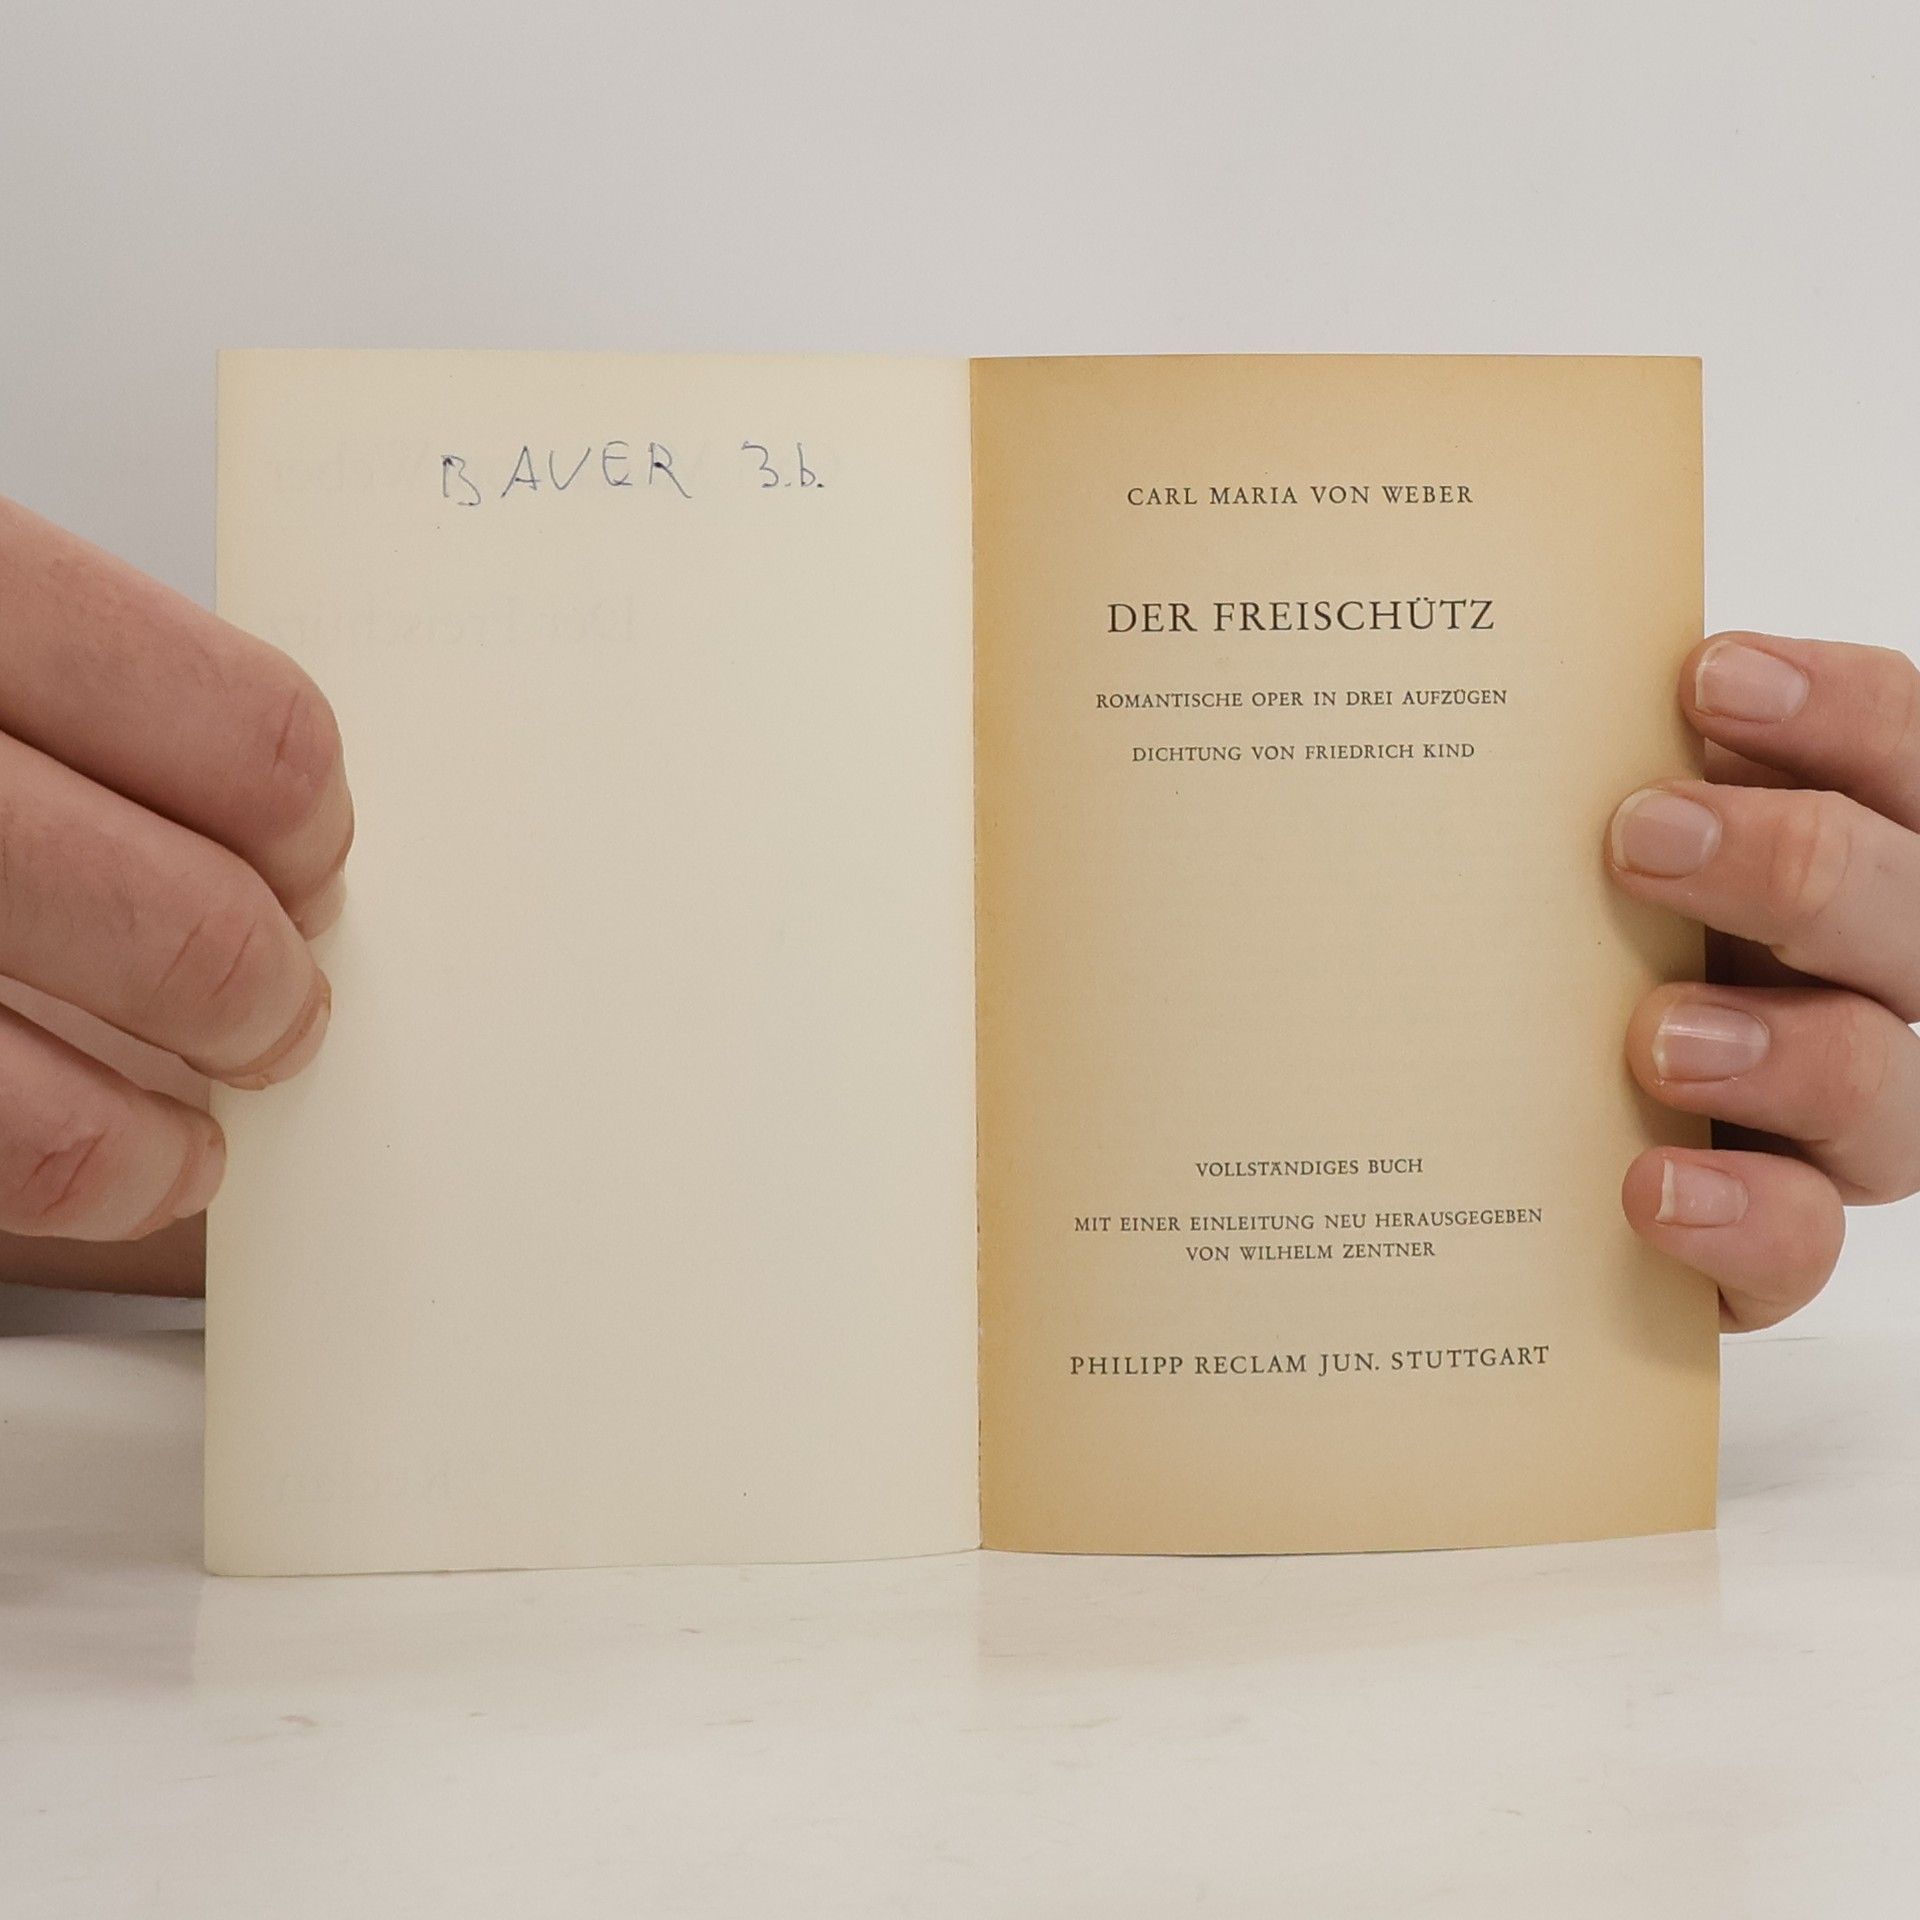 BAUER 3.b.
CARL MARIA VON WEBER
DER FREISCHÜTZ
ROMANTISCHE OPER IN DREI AUFZÜGEN
DICHTUNG VON FRIEDRICH KIND
VOLLSTÄNDIGES BUCH
MIT EINER EINLEITUNG NEU HERAUSGEGEBEN
VON WILHELM ZENTNER
PHILIPP RECLAM JUN. STUTTGART